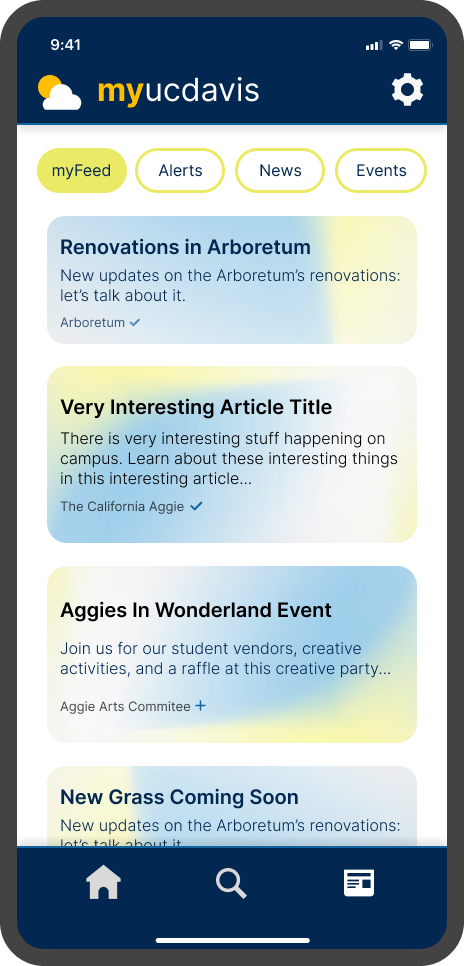 9:41
myucdavis
myFeed
Alerts
News
Events
Renovations in Arboretum
New updates on the Arboretum’s renovations:
let’s talk about it.
Arboretum
Very Interesting Article Title
There is very interesting stuff happening on
campus. Learn about these interesting things
in this interesting article...
The California Aggie
Aggies In Wonderland Event
Join us for our student vendors, creative
activities, and a raffle at this creative party...
Aggie Arts Commitee
New Grass Coming Soon
New updates on the Arboretum’s renovations:
let’s talk about it.